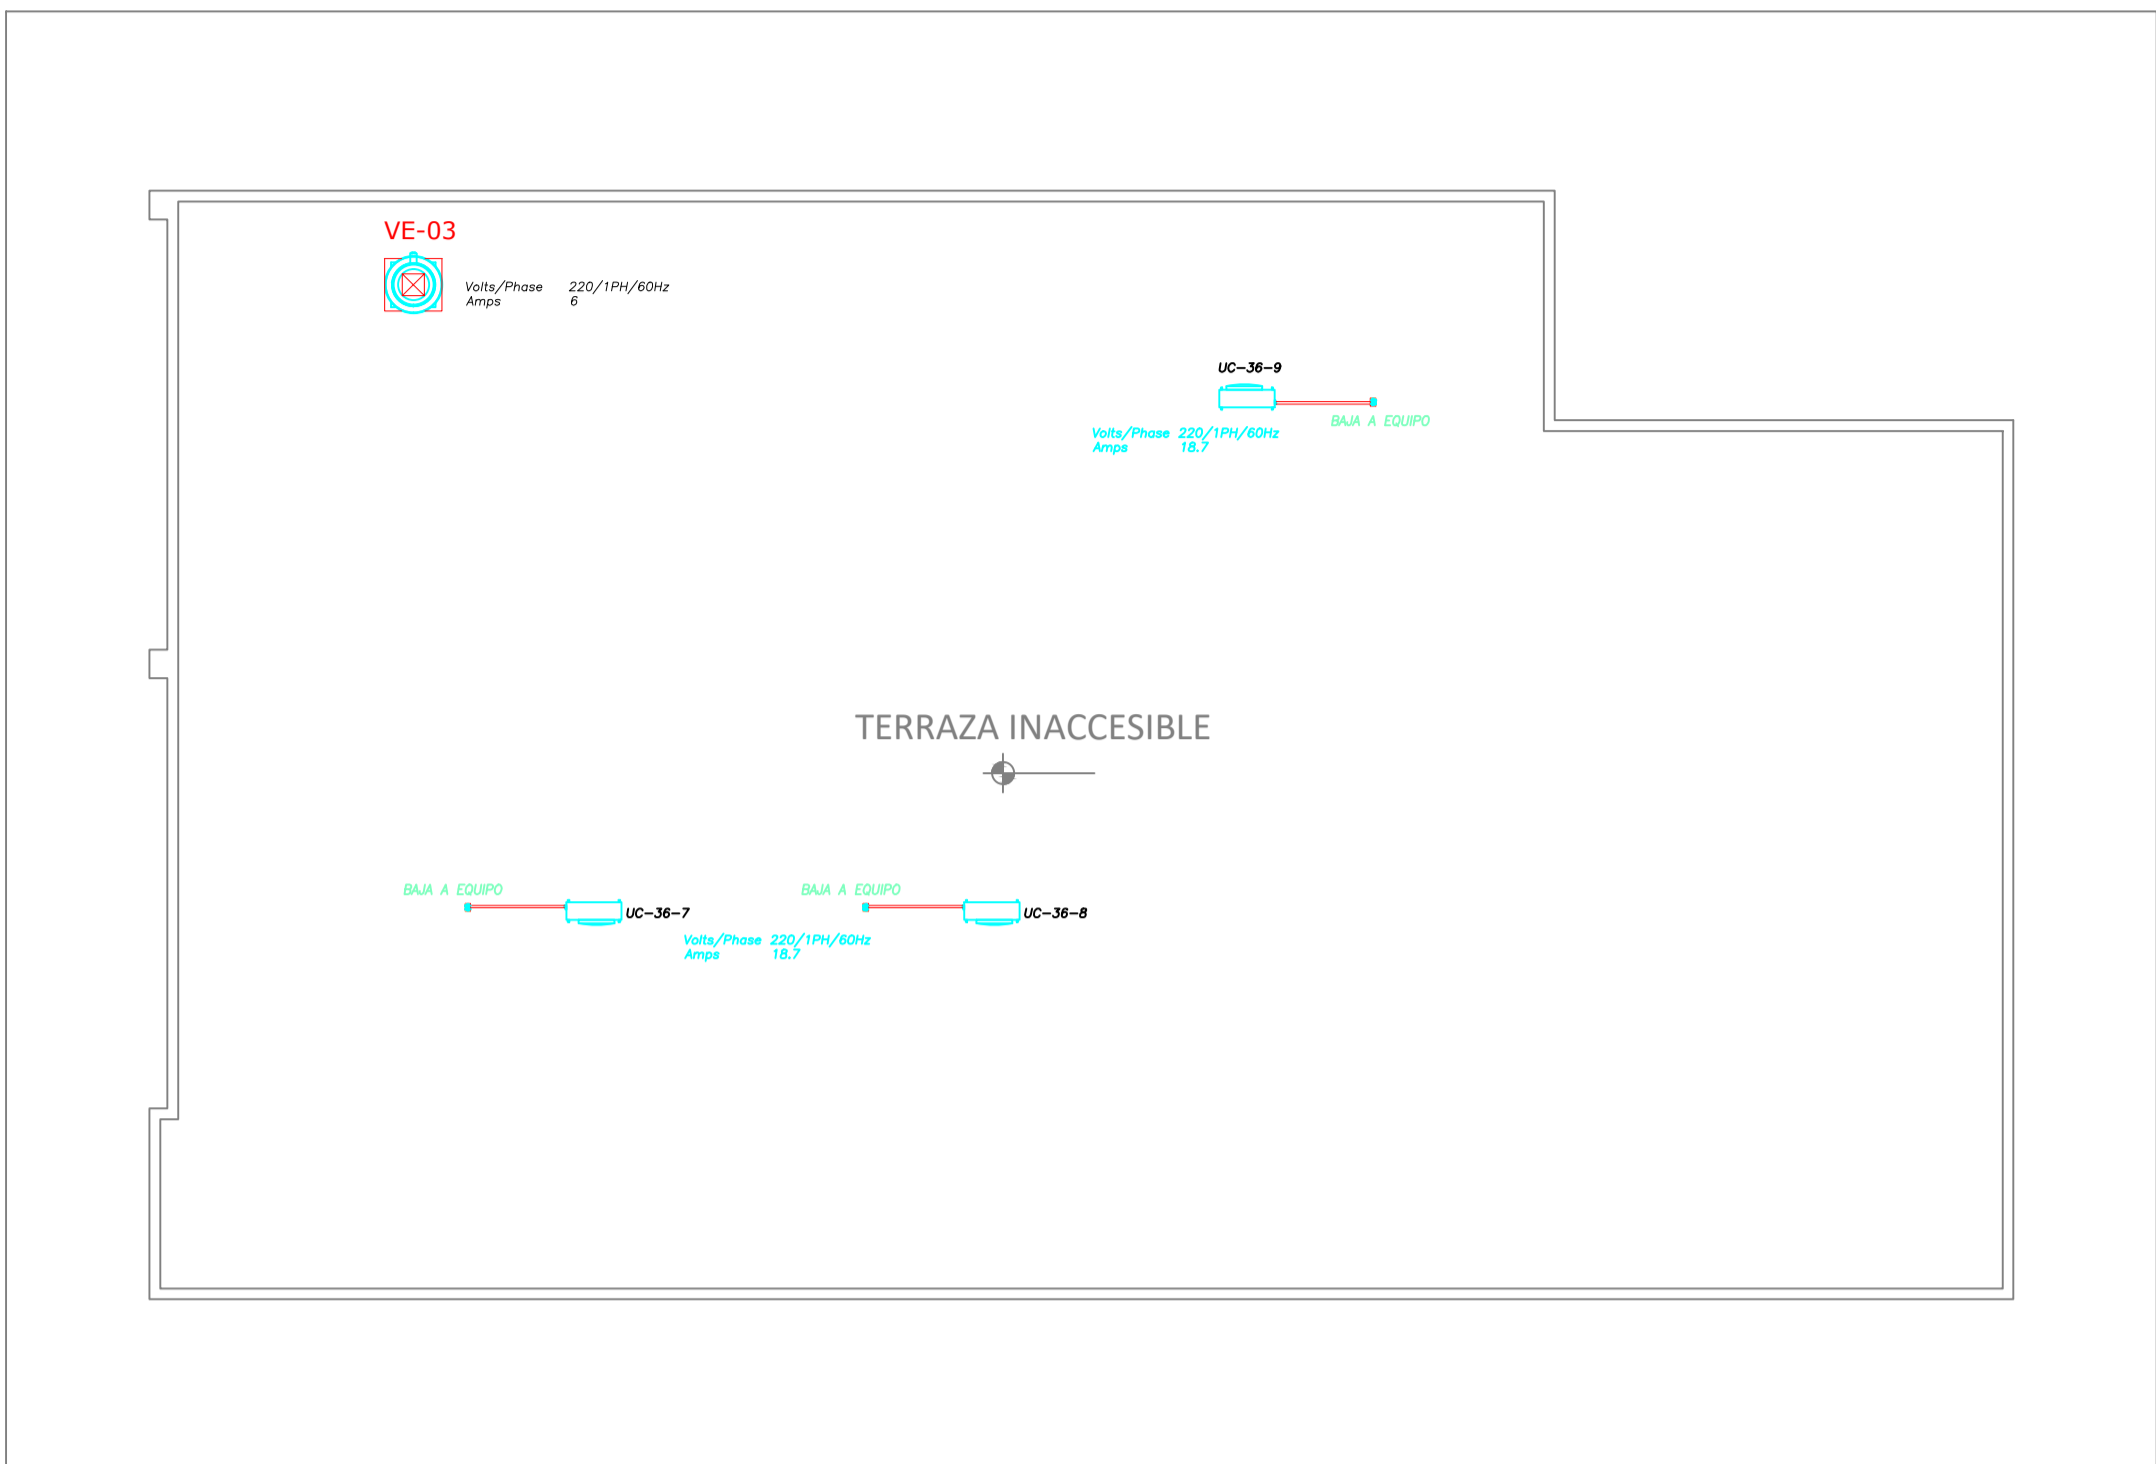 VE-03
Volts/Phase 220/1PH/60Hz
Amps 6
UC-36-9
BAJA A EQUIPO
Volts/Phase 220/1PH/60Hz
Amps 18.7
TERRAZA INACCESIBLE
BAJA A EQUIPO
BAJA A EQUIPO
UC-36-7
UC-36-8
Volts/Phase 220/1PH/60Hz
Amps 18.7